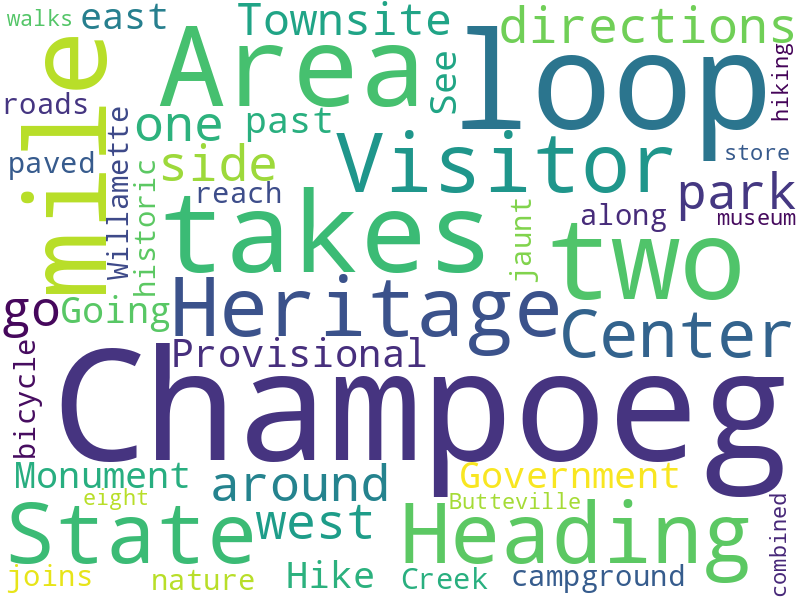 walks
east
Townsite
directions
Area
loop
See
hiking
mile
roads
one
past
Visitor
store
paved
Willamette
historic
side
reach
park
along
museum
takes
jaunt
two
go
Going
Heritage
Center
bicycle
Provisional
Champoeg
Monument
around
Government
eight
Butteville
State
west
Heading
combined
joins
nature
Hike
Creek
campground